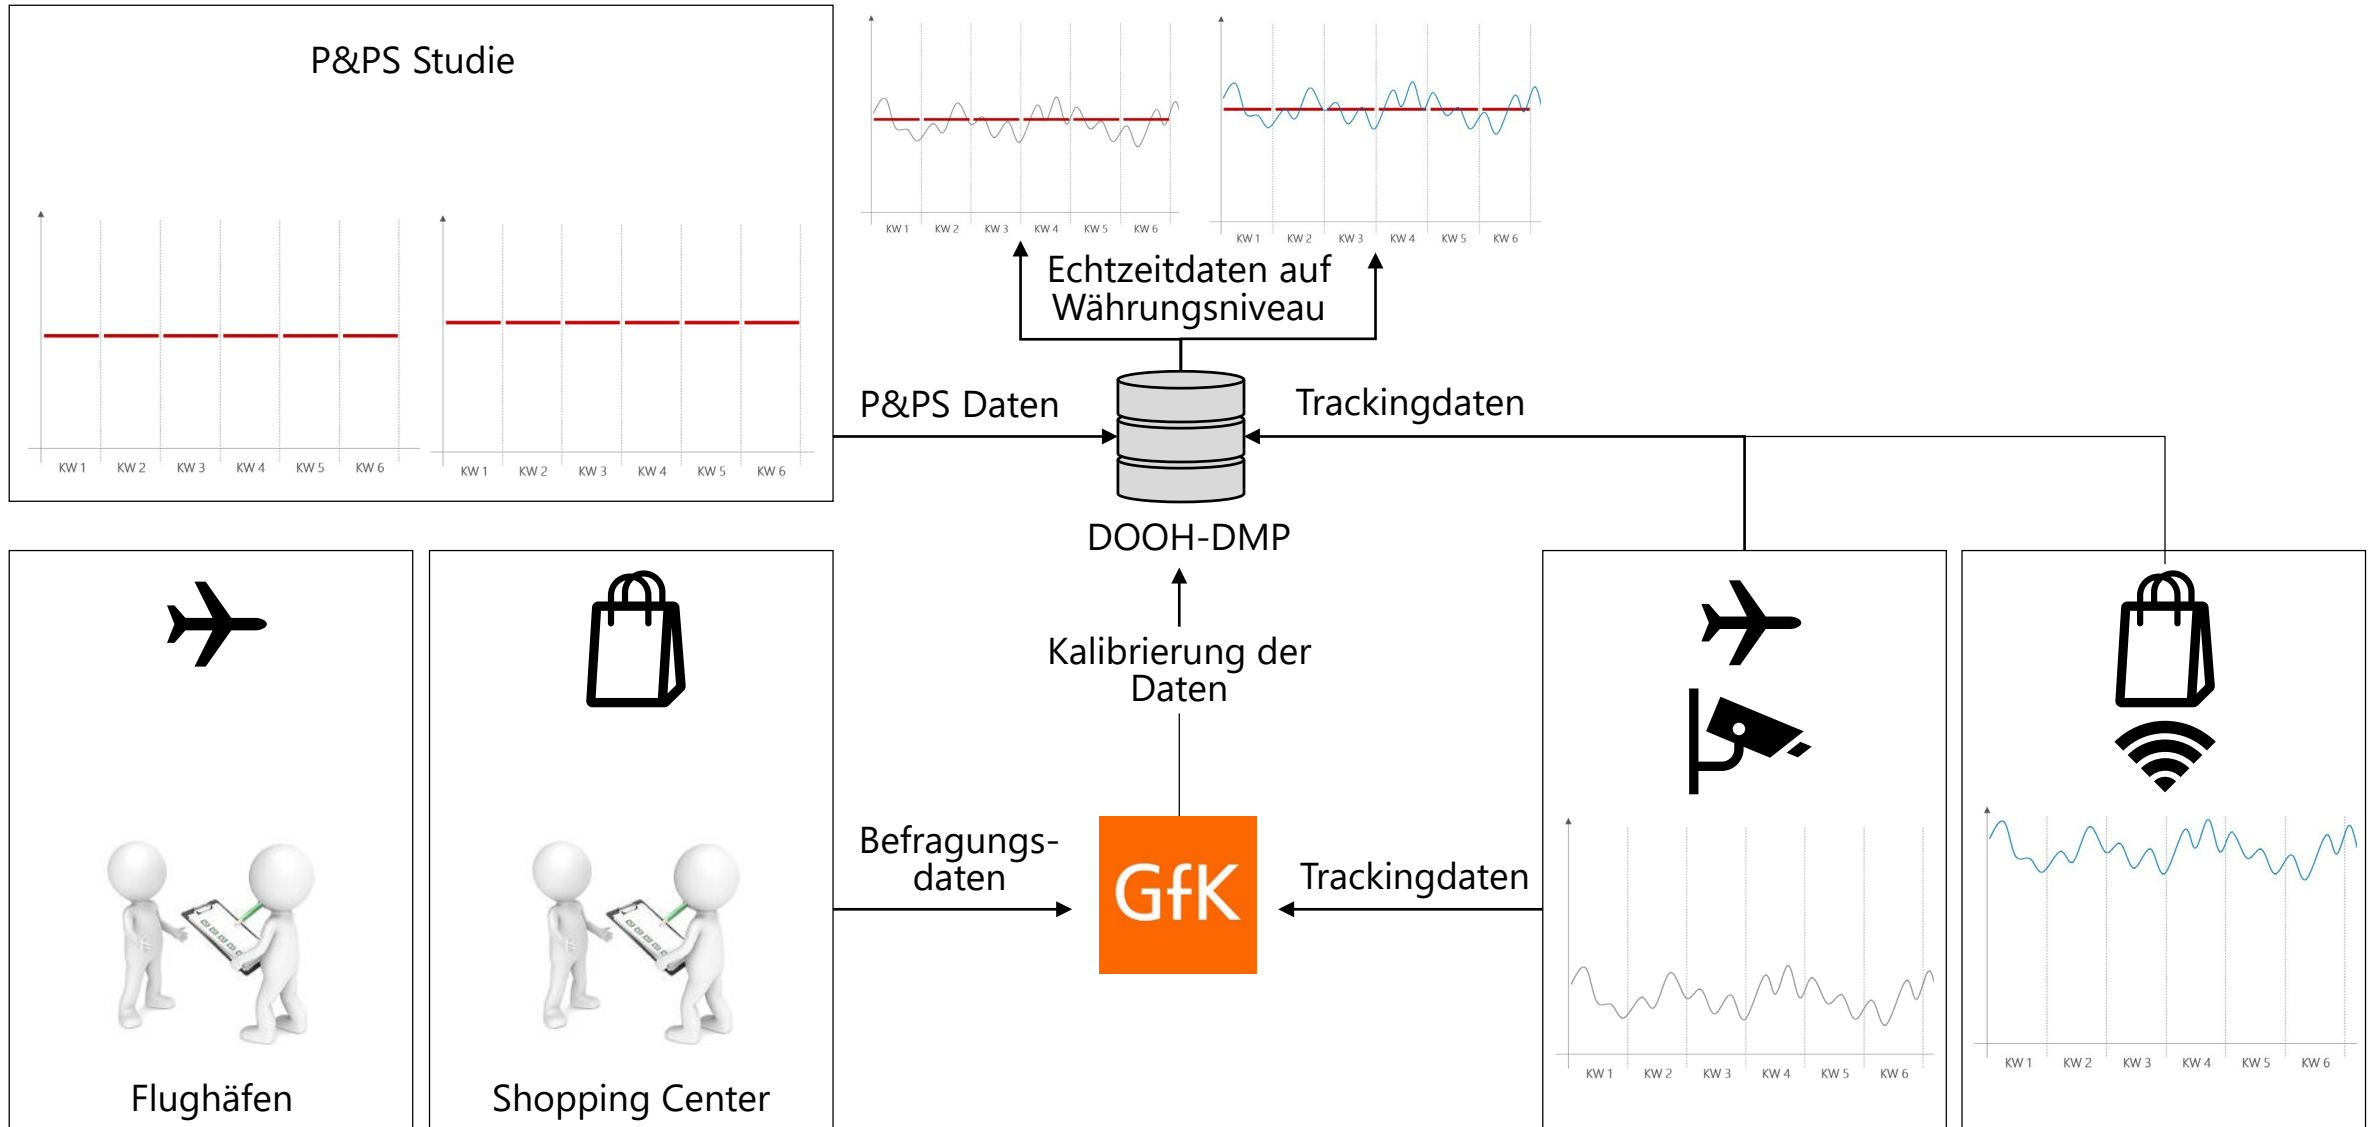 P&PS Studie
KW 1 KW 2 KW 3 KW 4 KW 5 KW 6
KW 1 KW 2 KW 3 KW 4 KW 5 KW 6
KW 1 KW 2 KW 3 KW 4 KW 5 KW 6
KW 1 KW 2 KW 3 KW 4 KW 5 KW 6
Echtzeitdaten auf
Währungsniveau
P&PS Daten
Trackingdaten
DOOH-DMP
Kalibrierung der
Daten
Befragungs-
daten
GfK
Trackingdaten
Flughäfen
Shopping Center
KW 1 KW 2 KW 3 KW 4 KW 5 KW 6
KW 1 KW 2 KW 3 KW 4 KW 5 KW 6